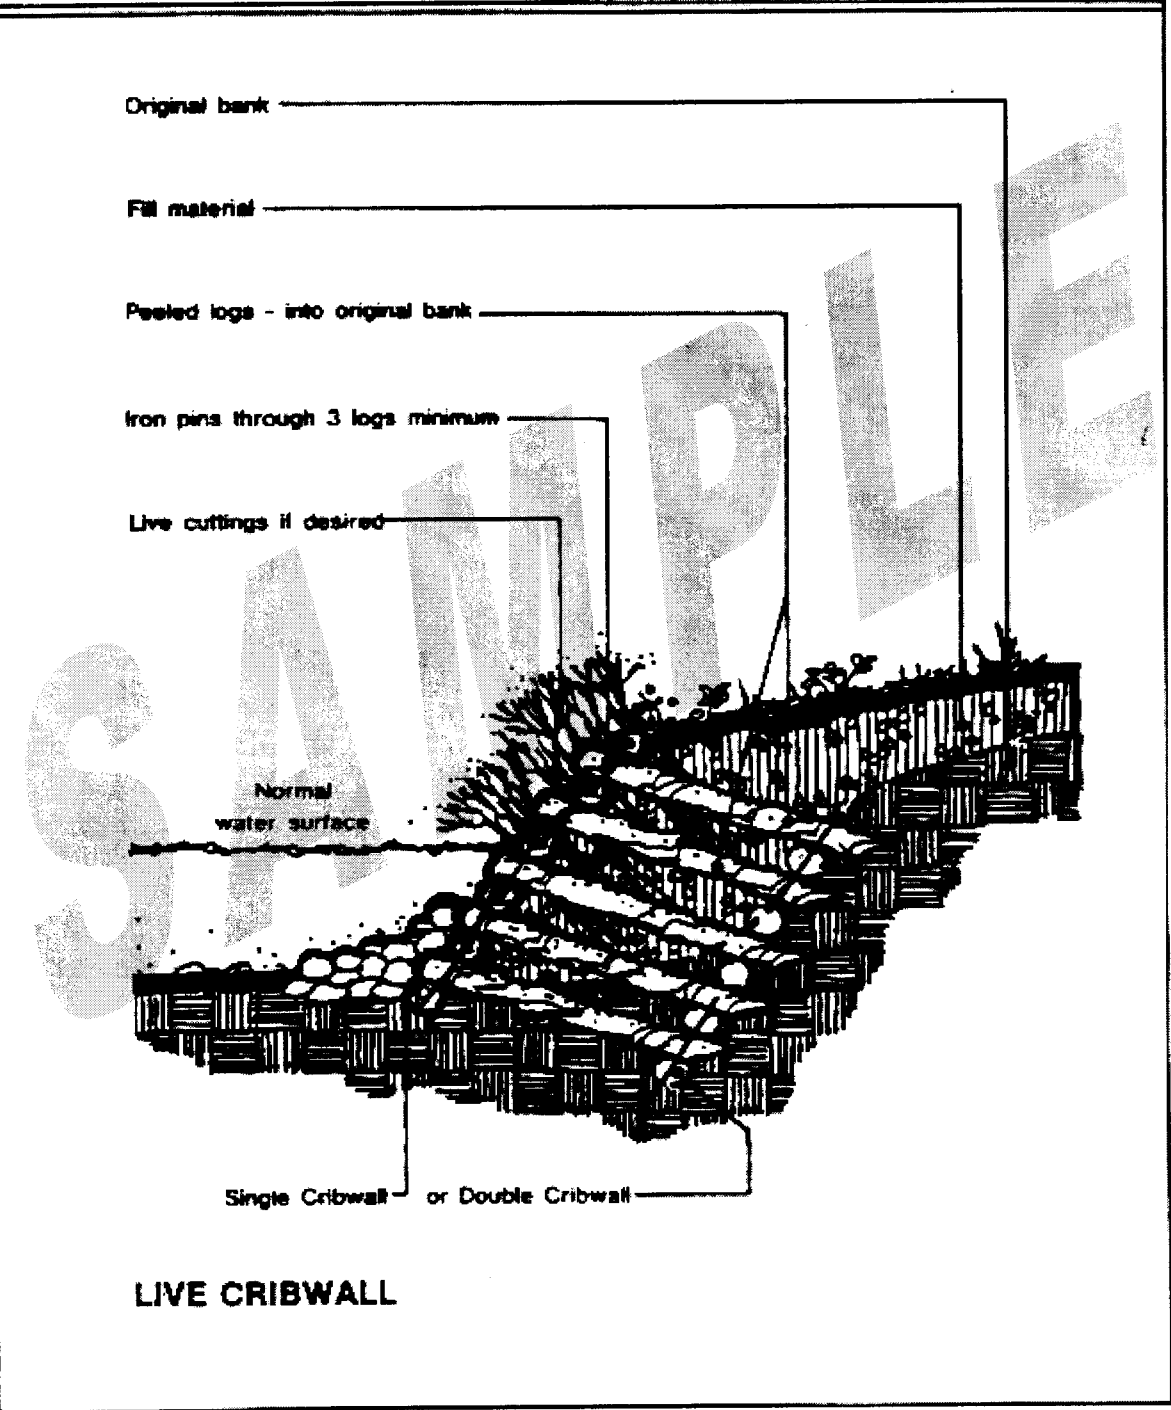 Original bank
Fill material
Peeled logs - into original bank
Iron pins through 3 logs minimum
Live cuttings if desired
SAMPLE
Normal
water surface
Single Cribwall or Double Cribwall
LIVE CRIBWALL